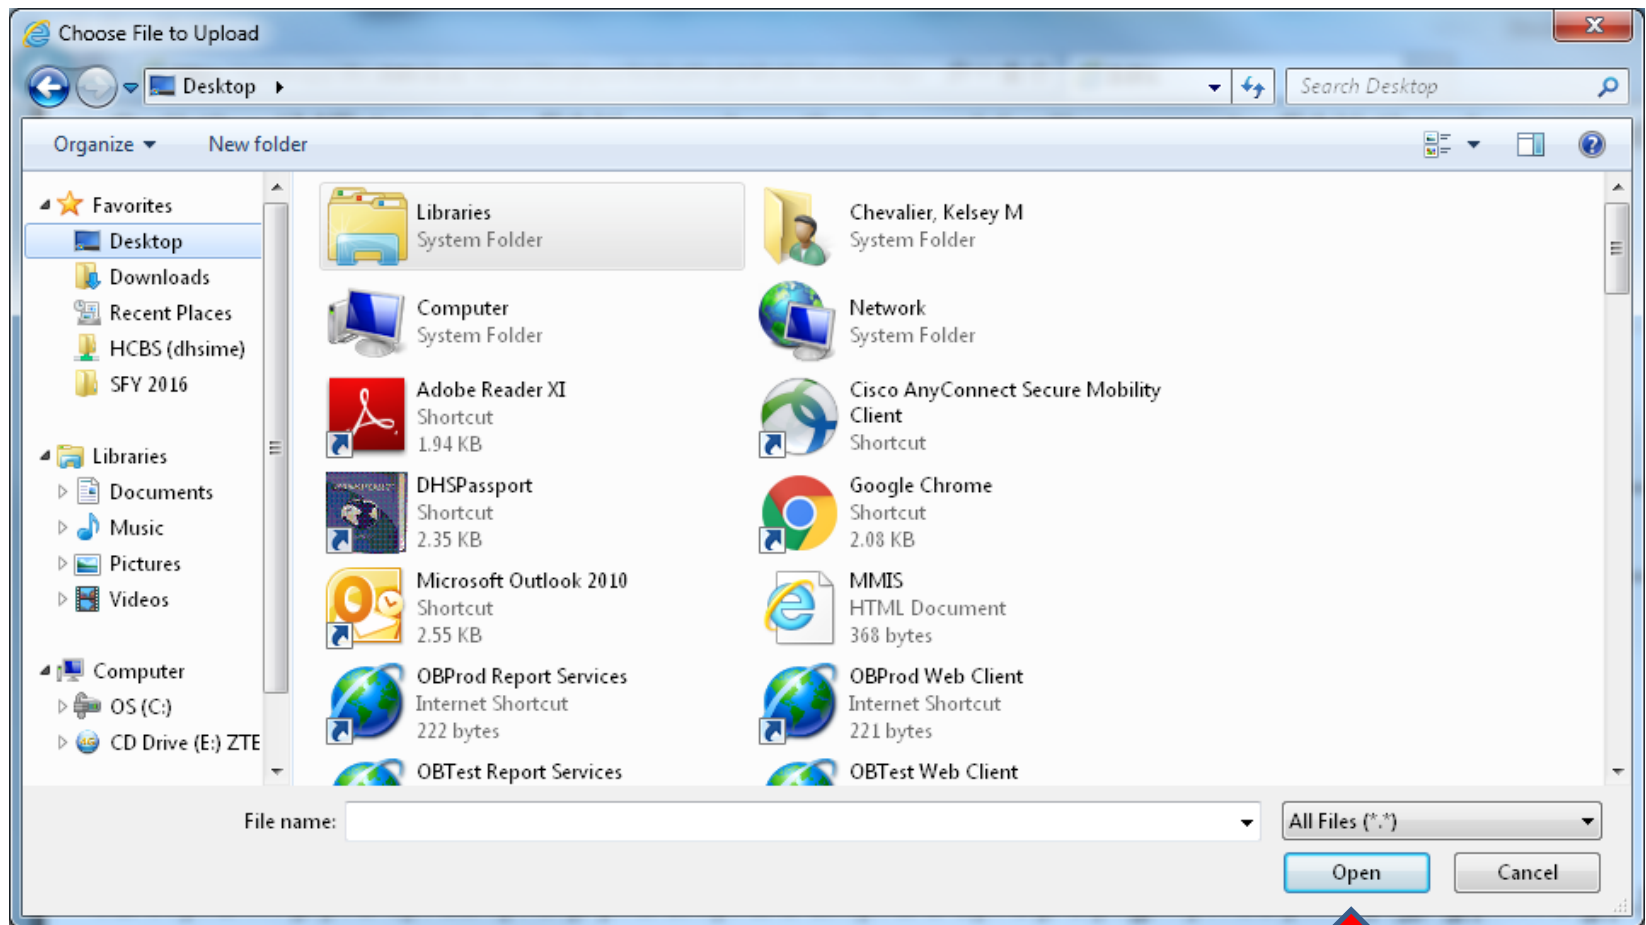 Choose File to Upload
Desktop
Search Desktop
Organize
New folder
Favorites
Desktop
Downloads
Recent Places
HCBS (dhsime)
SFY 2016
Libraries
Documents
Music
Pictures
Videos
Computer
OS (C:)
CD Drive (E:) ZTE
Libraries
System Folder
Chevalier, Kelsey M
System Folder
Computer
System Folder
Network
System Folder
Adobe Reader XI
Shortcut
1.94 KB
Cisco AnyConnect Secure Mobility
Client
Shortcut
DHSPassport
Shortcut
2.35 KB
Google Chrome
Shortcut
2.08 KB
Microsoft Outlook 2010
Shortcut
2.55 KB
MMIS
HTML Document
368 bytes
OBProd Report Services
Internet Shortcut
222 bytes
OBProd Web Client
Internet Shortcut
221 bytes
OBTest Report Services
OBTest Web Client
File name:
All Files (*.*)
Open
Cancel